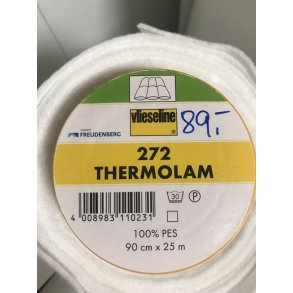 vlieseline
89,-
FREUDENBERG
272
THERMOLAM
30 P
4 008983 110231
100% PES
90 cm x 25 m